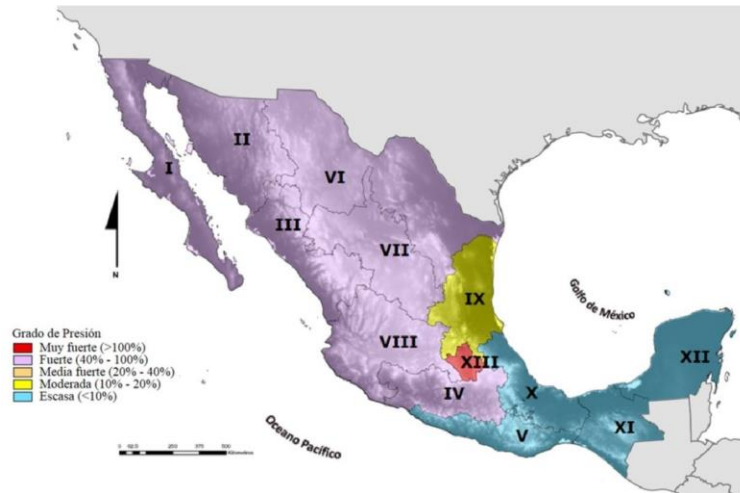 II
I
VI
III
VII
IX
Golfo de México
VIII
XIII
XII
IV
X
V
XI
N
Grado de Presión
Muy fuerte (>100%)
Fuerte (40% - 100%)
Media fuerte (20% - 40%)
Moderada (10% - 20%)
Escasa (<10%)
Oceano Pacífico